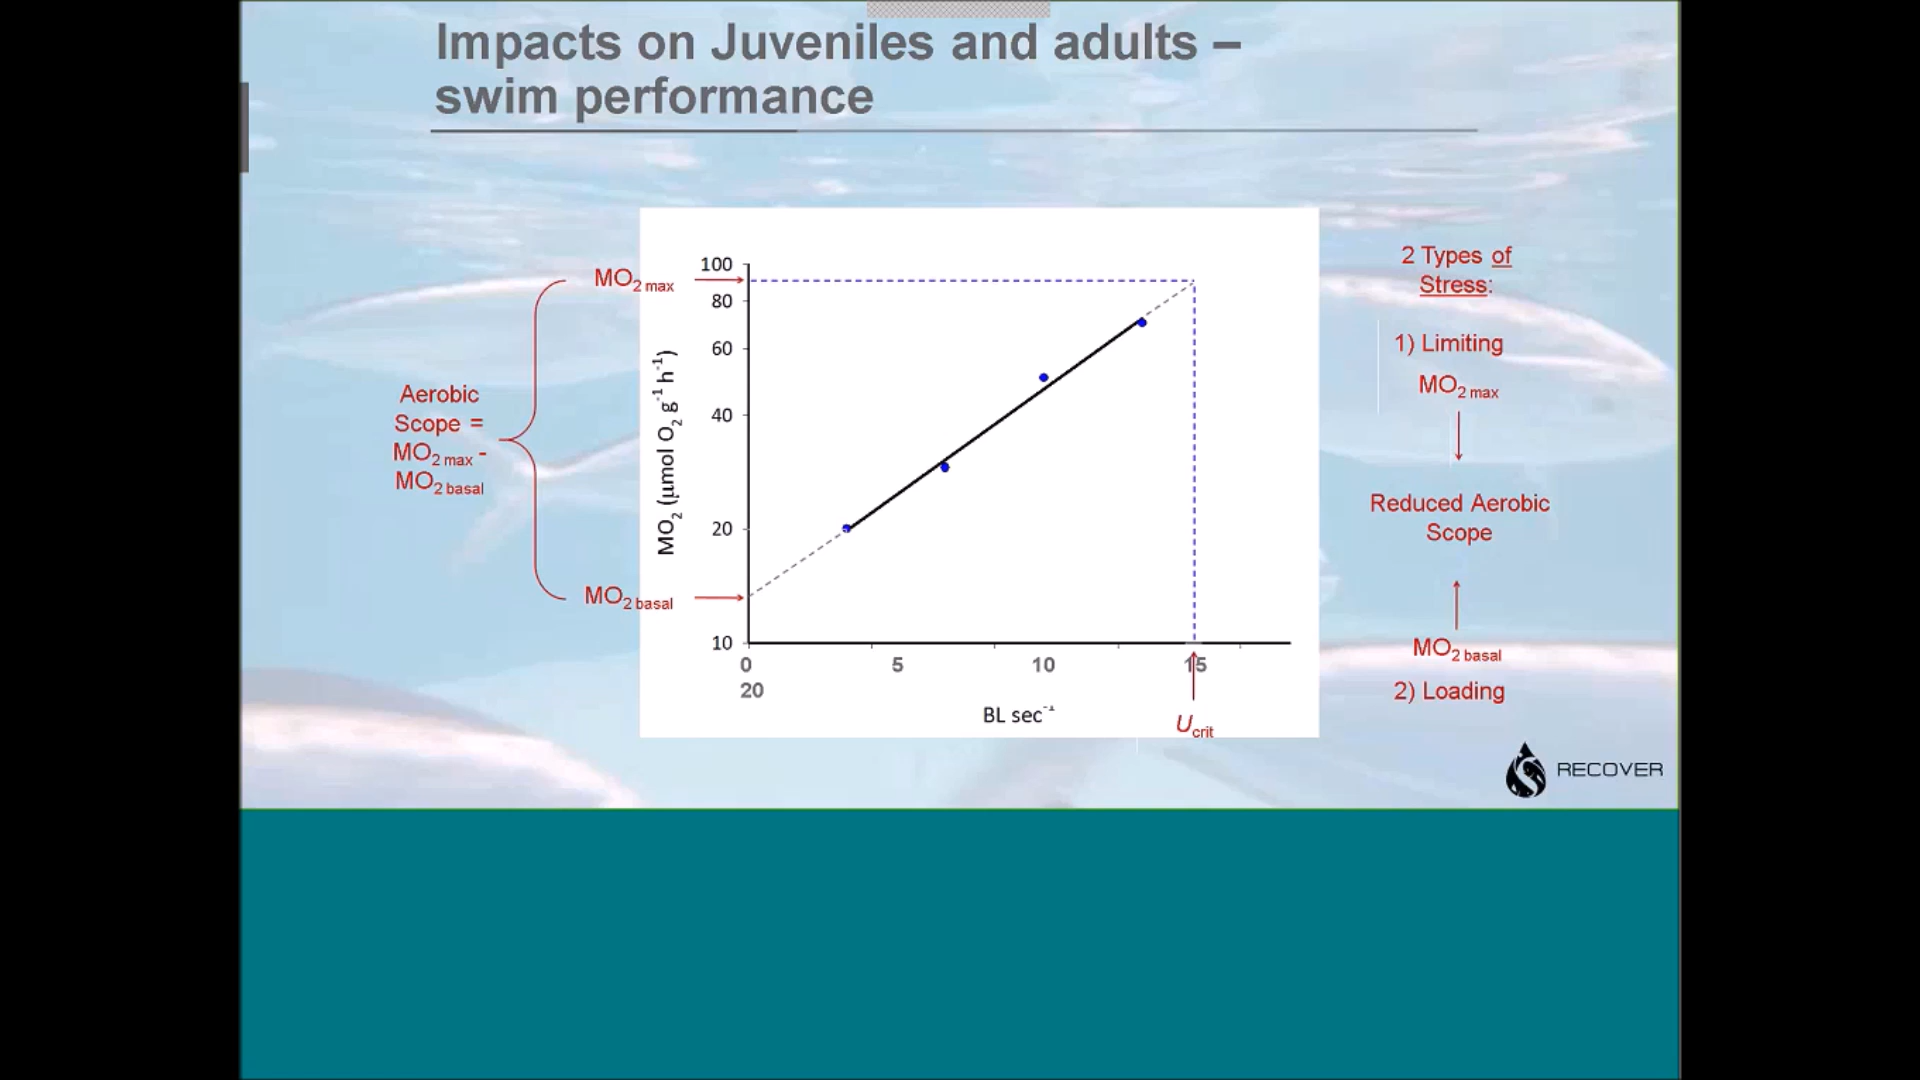 Impacts on Juveniles and adults –
swim performance
MO2 max
MO2 basal
Aerobic
Scope =
MO2 max -
MO2 basal
MO2 (µmol O2 g-1 h-1)
100
80
60
40
20
10
0 5 10 15
20
BL sec-1
Ucrit
2 Types of
Stress:
1) Limiting
MO2 max
Reduced Aerobic
Scope
MO2 basal
2) Loading
RECOVER